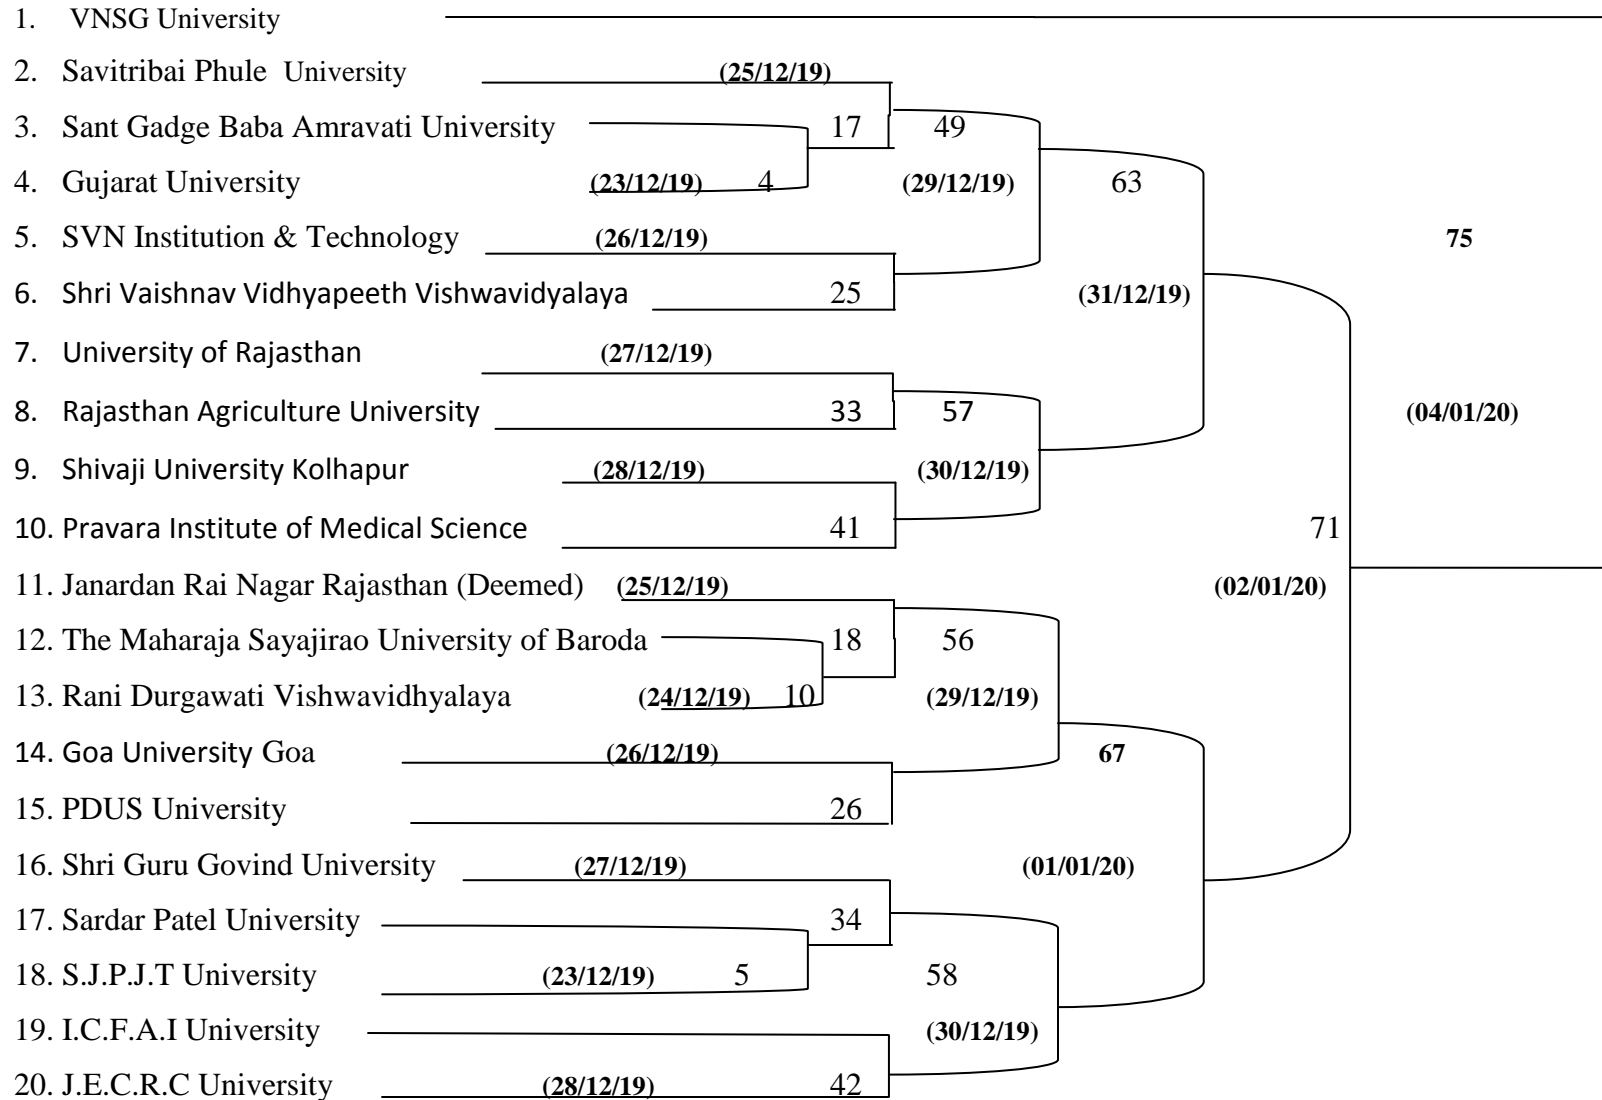 1. VNSG University
2. Savitribai Phule University (25/12/19)
3. Sant Gadge Baba Amravati University 17 49
4. Gujarat University (23/12/19) 4 (29/12/19) 63
5. SVN Institution & Technology (26/12/19) 75
6. Shri Vaishnav Vidhyapeeth Vishwavidyalaya 25 (31/12/19)
7. University of Rajasthan (27/12/19)
8. Rajasthan Agriculture University 33 57 (04/01/20)
9. Shivaji University Kolhapur (28/12/19) (30/12/19)
10. Pravara Institute of Medical Science 41 71
11. Janardan Rai Nagar Rajasthan (Deemed) (25/12/19) (02/01/20)
12. The Maharaja Sayajirao University of Baroda 18 56
13. Rani Durgawati Vishwavidhyalaya (24/12/19) 10 (29/12/19)
14. Goa University Goa (26/12/19) 67
15. PDUS University 26
16. Shri Guru Govind University (27/12/19) (01/01/20)
17. Sardar Patel University 34
18. S.J.P.J.T University (23/12/19) 5 58
19. I.C.F.A.I University (30/12/19)
20. J.E.C.R.C University (28/12/19) 42